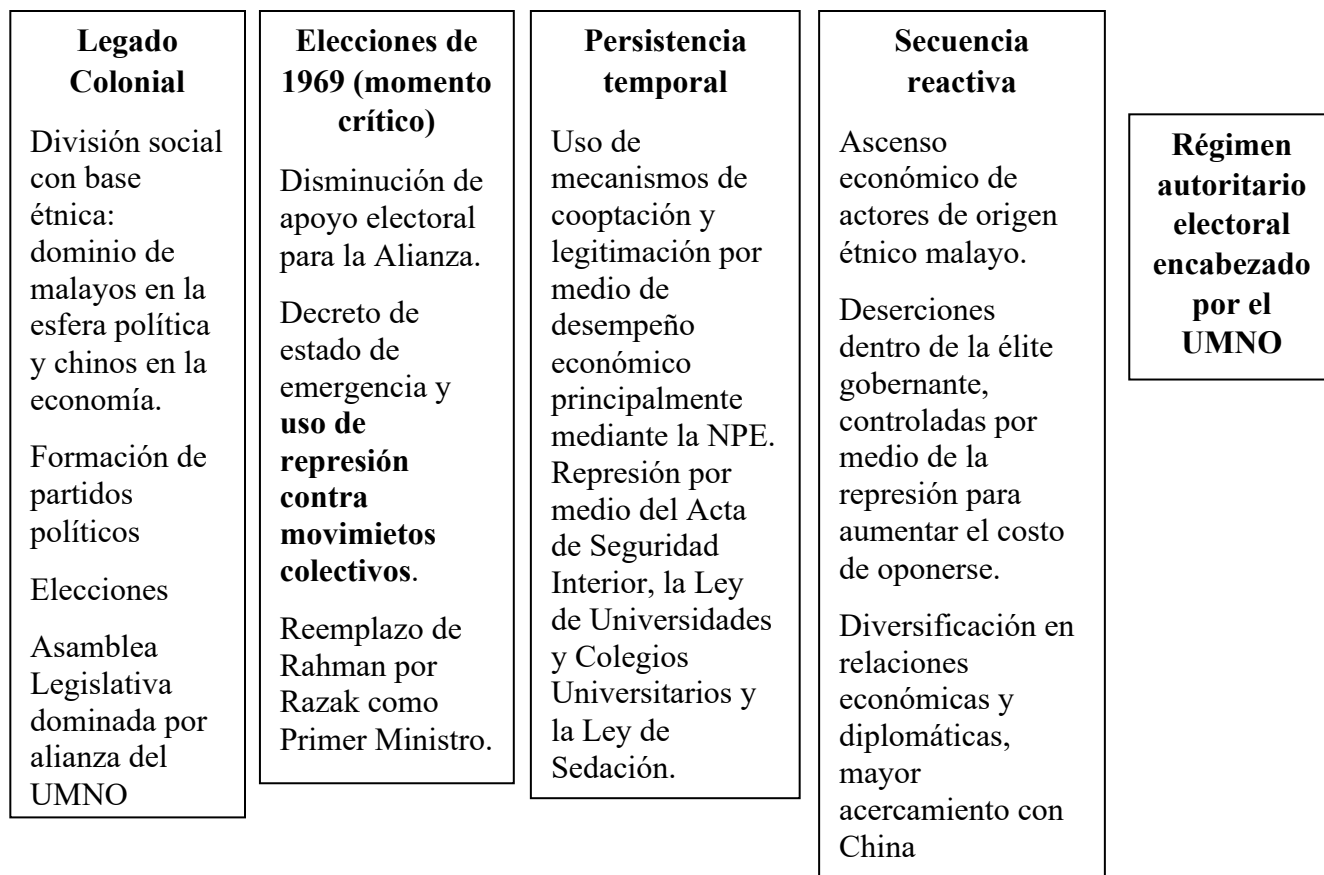 Legado
Colonial
División social
con base
étnica:
dominio de
malayos en la
esfera política
y chinos en la
economía.
Formación de
partidos
políticos
Elecciones
Asamblea
Legislativa
dominada por
alianza del
UMNO
Elecciones de
1969 (momento
crítico)
Disminución de
apoyo electoral
para la Alianza.
Decreto de
estado de
emergencia y
uso de
represión
contra
movimietos
colectivos.
Reemplazo de
Rahman por
Razak como
Primer Ministro.
Persistencia
temporal
Uso de
mecanismos de
cooptación y
legitimación por
medio de
desempeño
económico
principalmente
mediante la NPE.
Represión por
medio del Acta
de Seguridad
Interior, la Ley
de Universidades
y Colegios
Universitarios y
la Ley de
Sedación.
Secuencia
reactiva
Ascenso
económico de
actores de origen
étnico malayo.
Deserciones
dentro de la élite
gobernante,
controladas por
medio de la
represión para
aumentar el costo
de oponerse.
Diversificación en
relaciones
económicas y
diplomáticas,
mayor
acercamiento con
China
Régimen
autoritario
electoral
encabezado
por el
UMNO